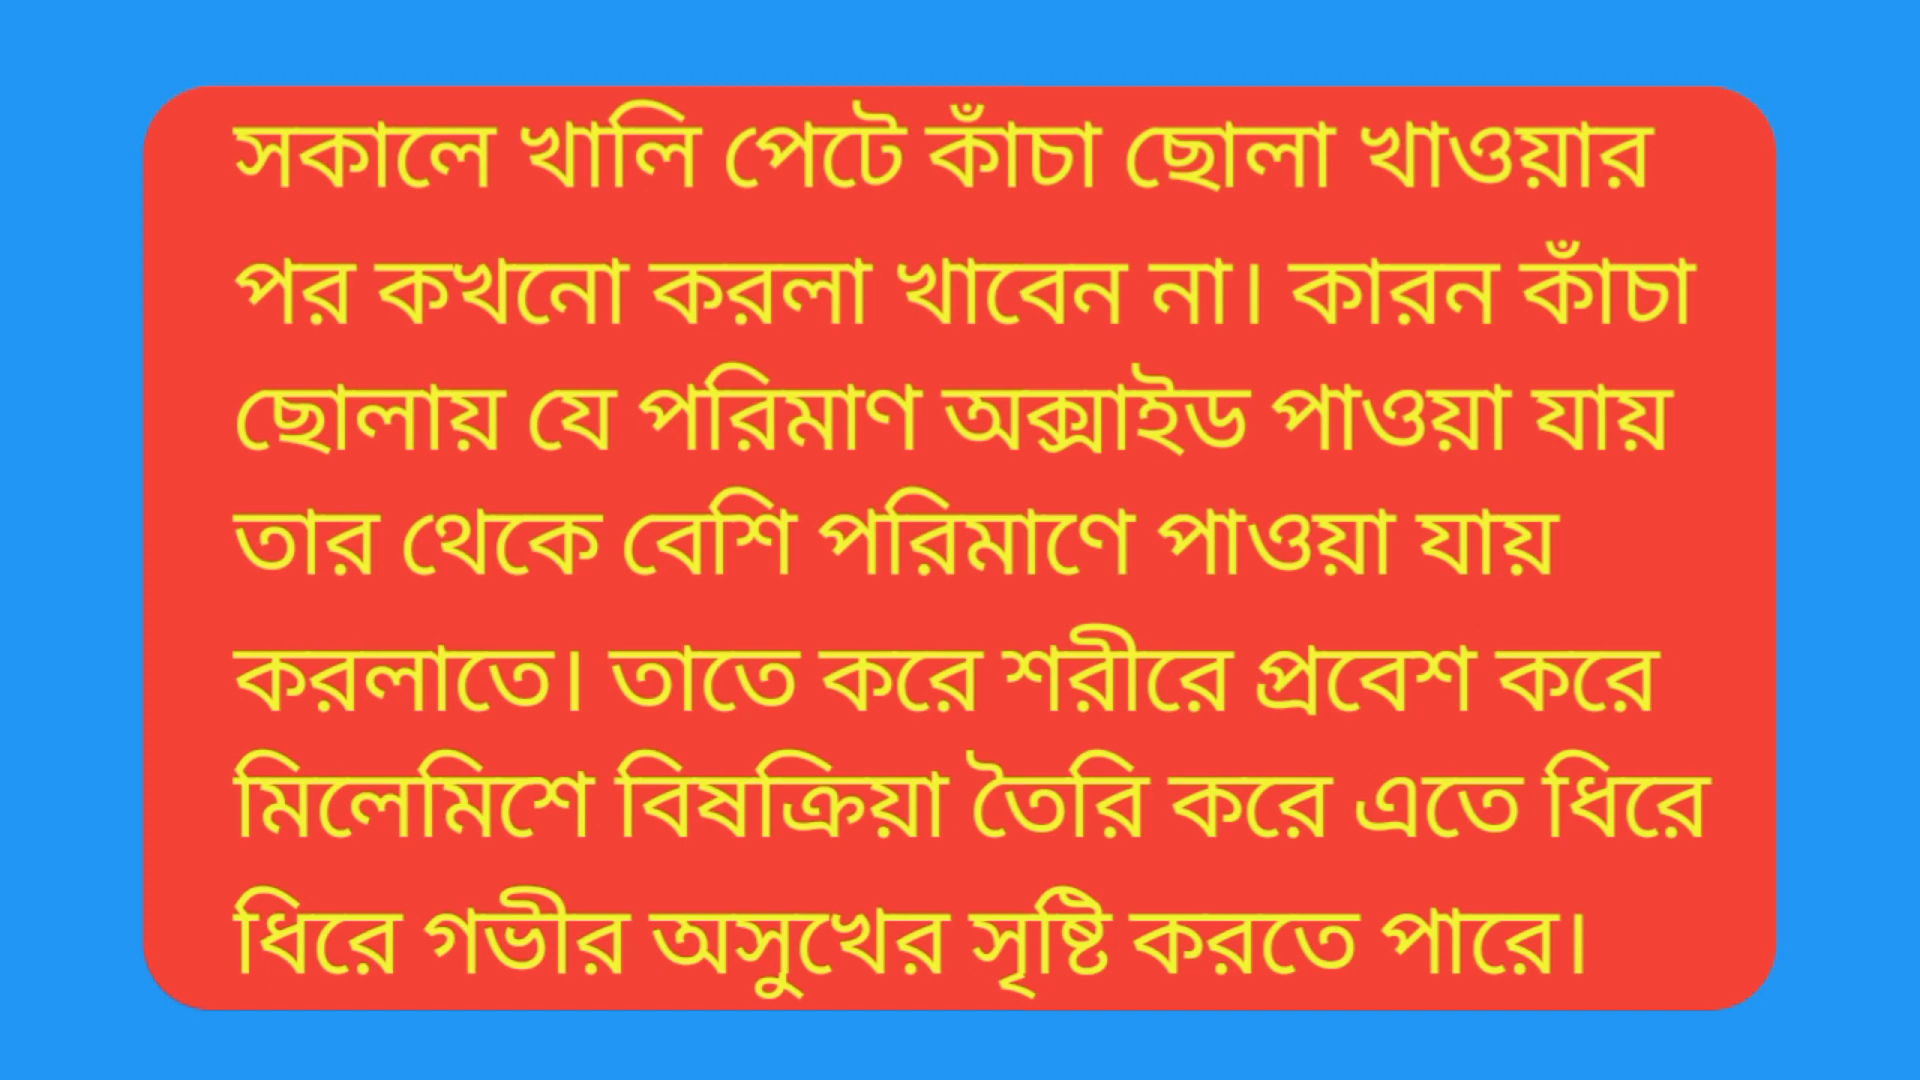 সকালে খালি পেটে কাঁচা ছোলা খাওয়ার
পর কখনো করলা খাবেন না। কারন কাঁচা
ছোলায় যে পরিমাণ অক্সাইড পাওয়া যায়
তার থেকে বেশি পরিমাণে পাওয়া যায়
করলাতে। তাতে করে শরীরে প্রবেশ করে
মিলেমিশে বিষক্রিয়া তৈরি করে এতে ধিরে
ধিরে গভীর অসুখের সৃষ্টি করতে পারে।